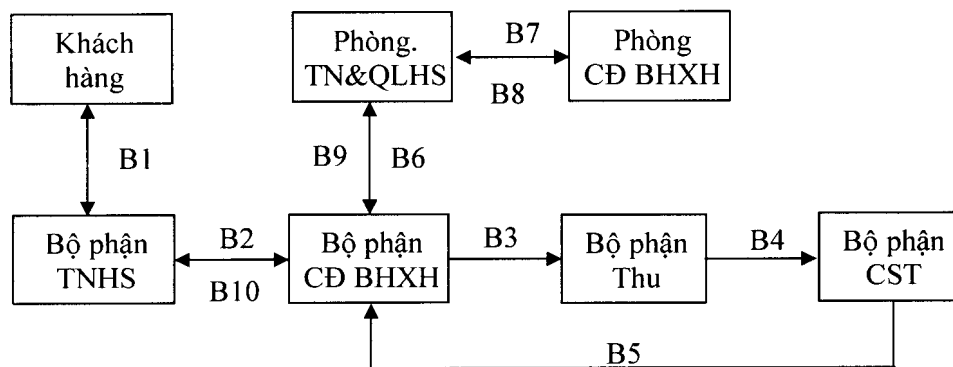 Khách
hàng
Phòng.
TN&QLHS
B7
B8
Phòng
CĐ BHXH
B1
B9
B6
Bộ phận
TNHS
B2
B10
Bộ phận
CĐ BHXH
B3
Bộ phận
Thu
B4
Bộ phận
CST
B5